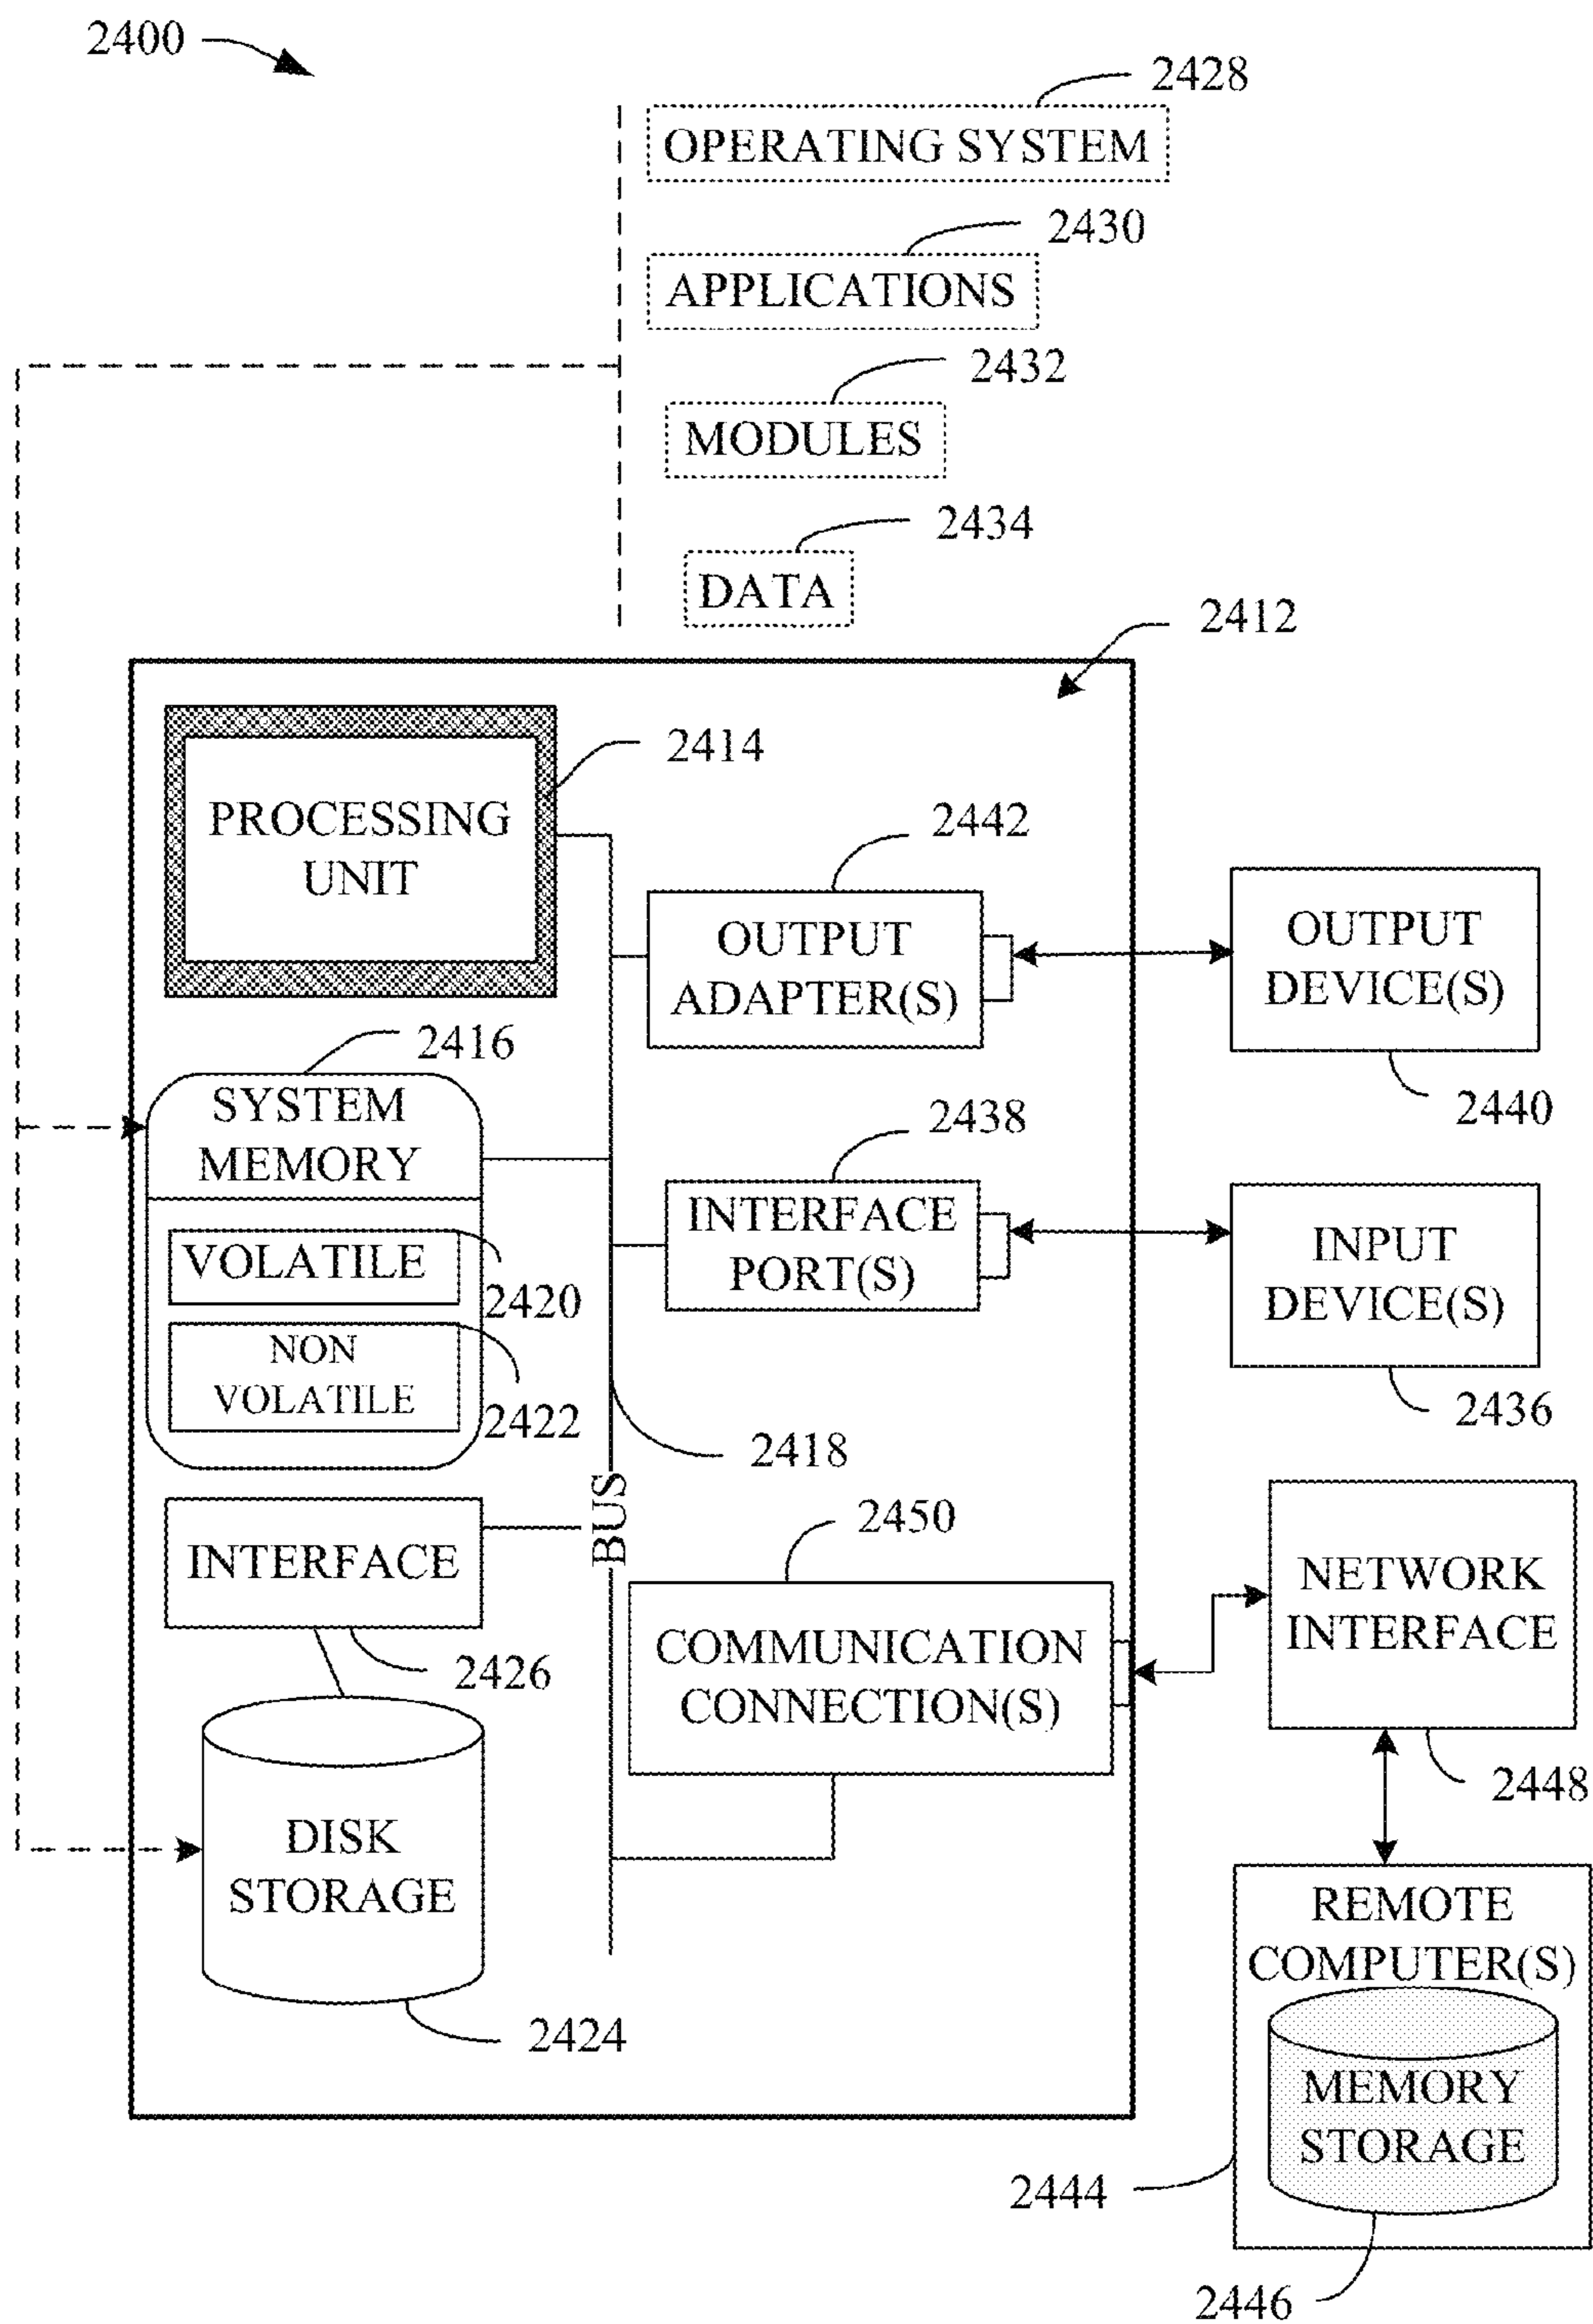 2400
2428
OPERATING SYSTEM
2430
APPLICATIONS
2432
MODULES
2434
DATA
2412
PROCESSING
UNIT
2414
2442
OUTPUT
ADAPTER(S)
OUTPUT
DEVICE(S)
2440
2416
SYSTEM
MEMORY
VOLATILE
2420
NON
VOLATILE
2422
2438
INTERFACE
PORT(S)
INPUT
DEVICE(S)
2436
2418
BUS
INTERFACE
2426
2450
COMMUNICATION
CONNECTION(S)
NETWORK
INTERFACE
2448
DISK
STORAGE
2424
REMOTE
COMPUTER(S)
MEMORY
STORAGE
2444
2446